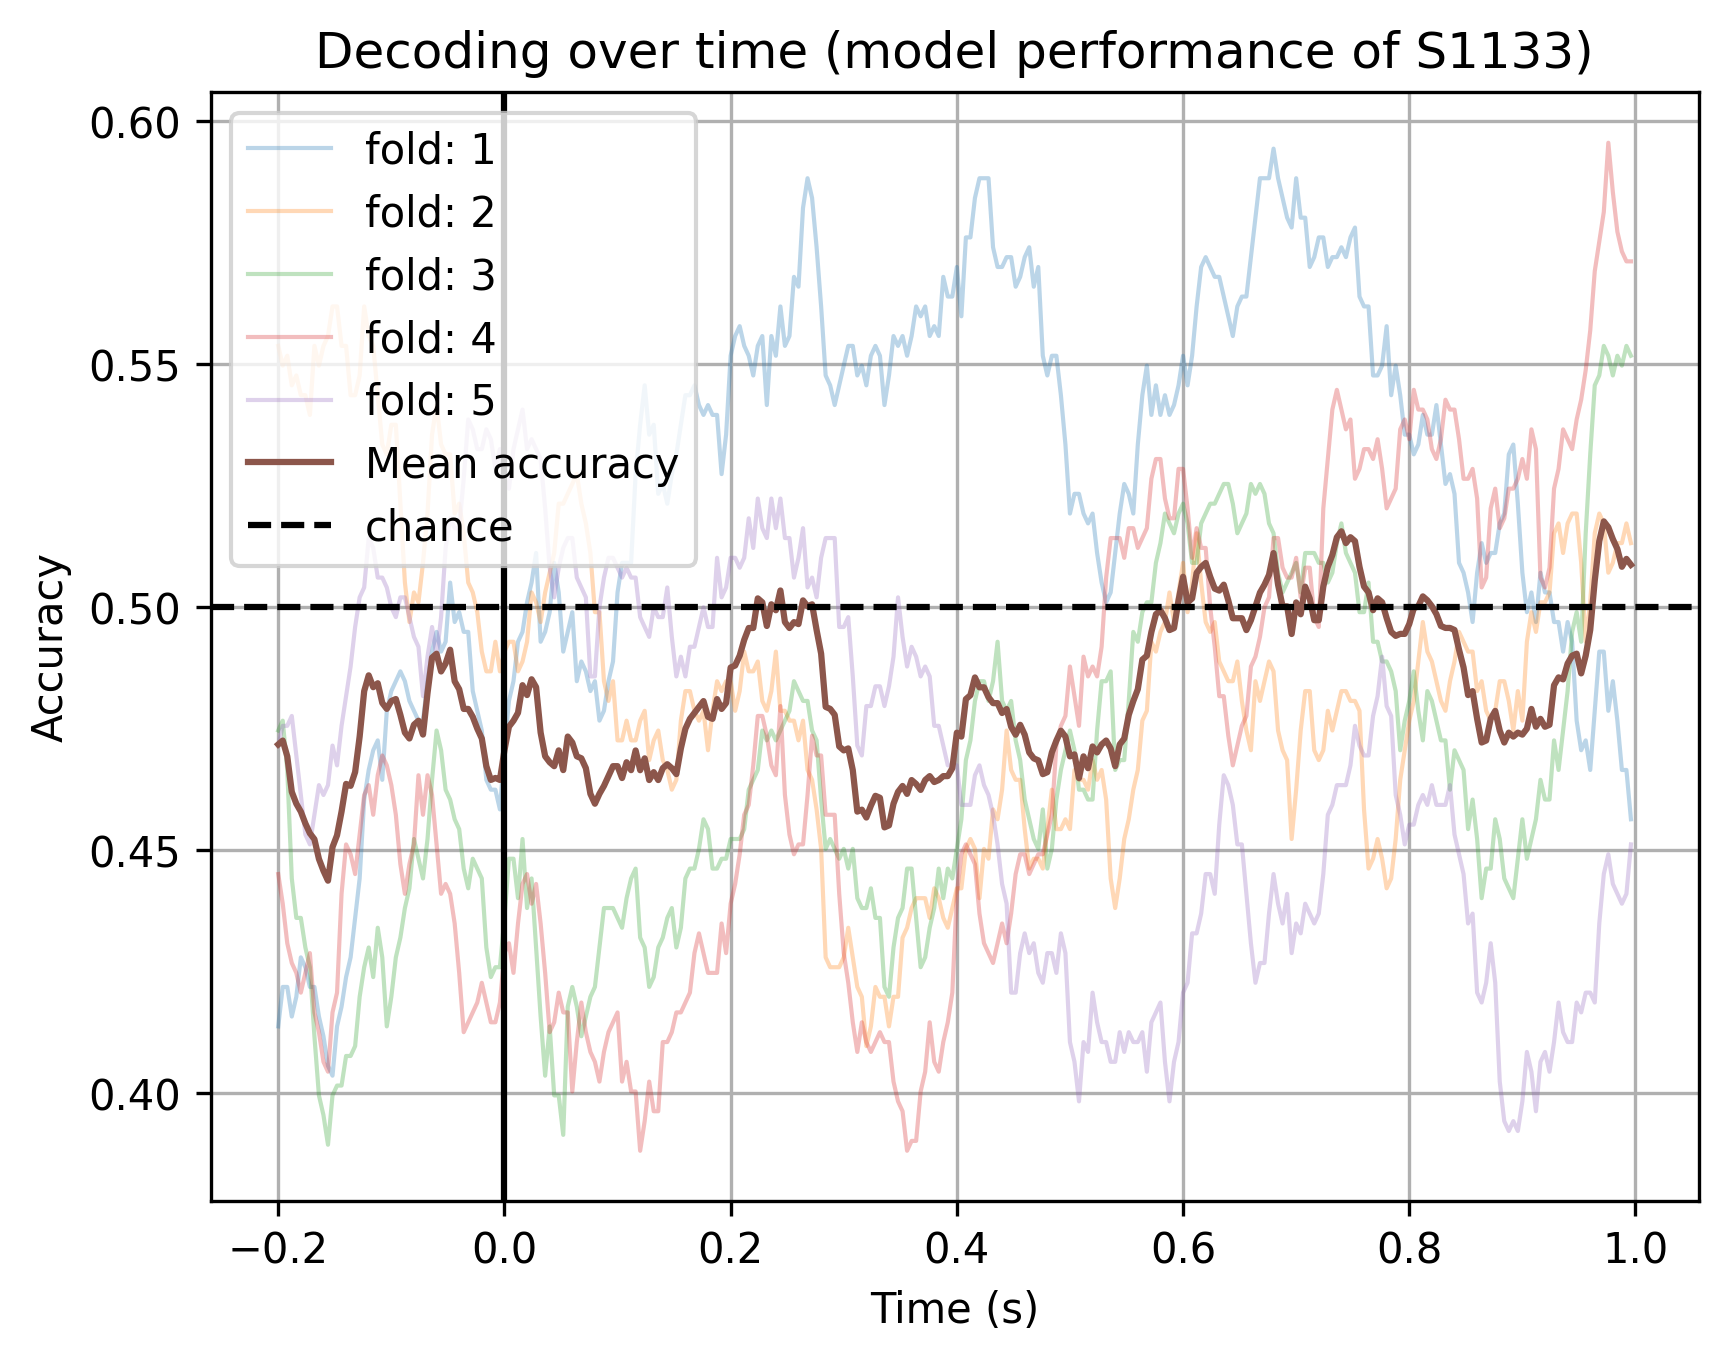 Decoding over time (model performance of S1133)
0.60
0.55
0.50
0.45
0.40
Accuracy
fold: 1
fold: 2
fold: 3
fold: 4
fold: 5
Mean accuracy
chance
−0.2 0.0 0.2 0.4 0.6 0.8 1.0
Time (s)